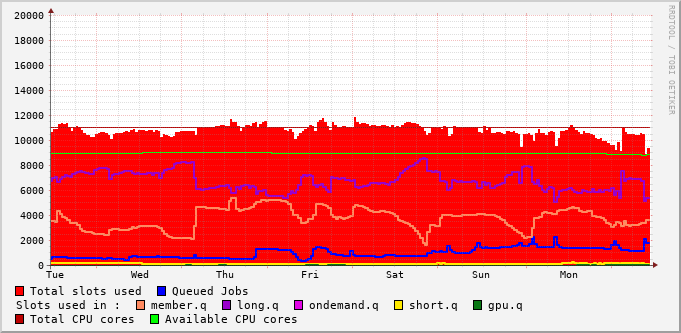 RRDTOOL / TOBI OETIKER
20000
18000
16000
14000
12000
10000
8000
6000
4000
2000
0
Tue Wed Thu Fri Sat Sun Mon
Total slots used Queued Jobs
Slots used in : member.q long.q ondemand.q short.q gpu.q
Total CPU cores Available CPU cores